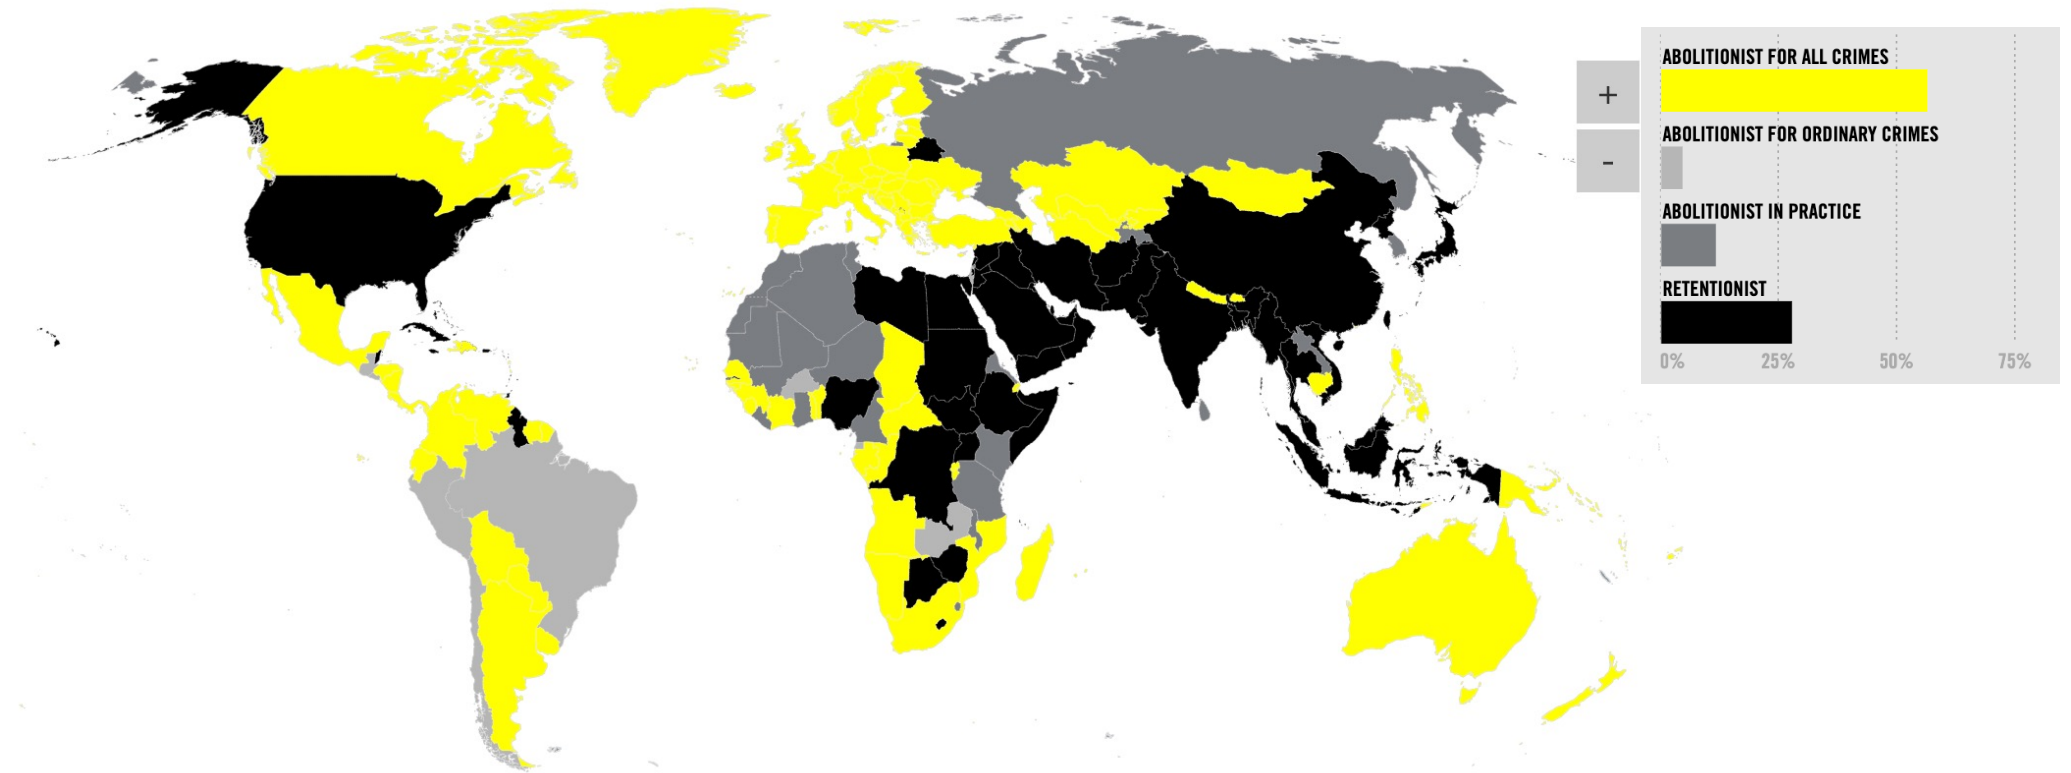 +
-
ABOLITIONIST FOR ALL CRIMES
ABOLITIONIST FOR ORDINARY CRIMES
ABOLITIONIST IN PRACTICE
RETENTIONIST
0% 25% 50% 75%